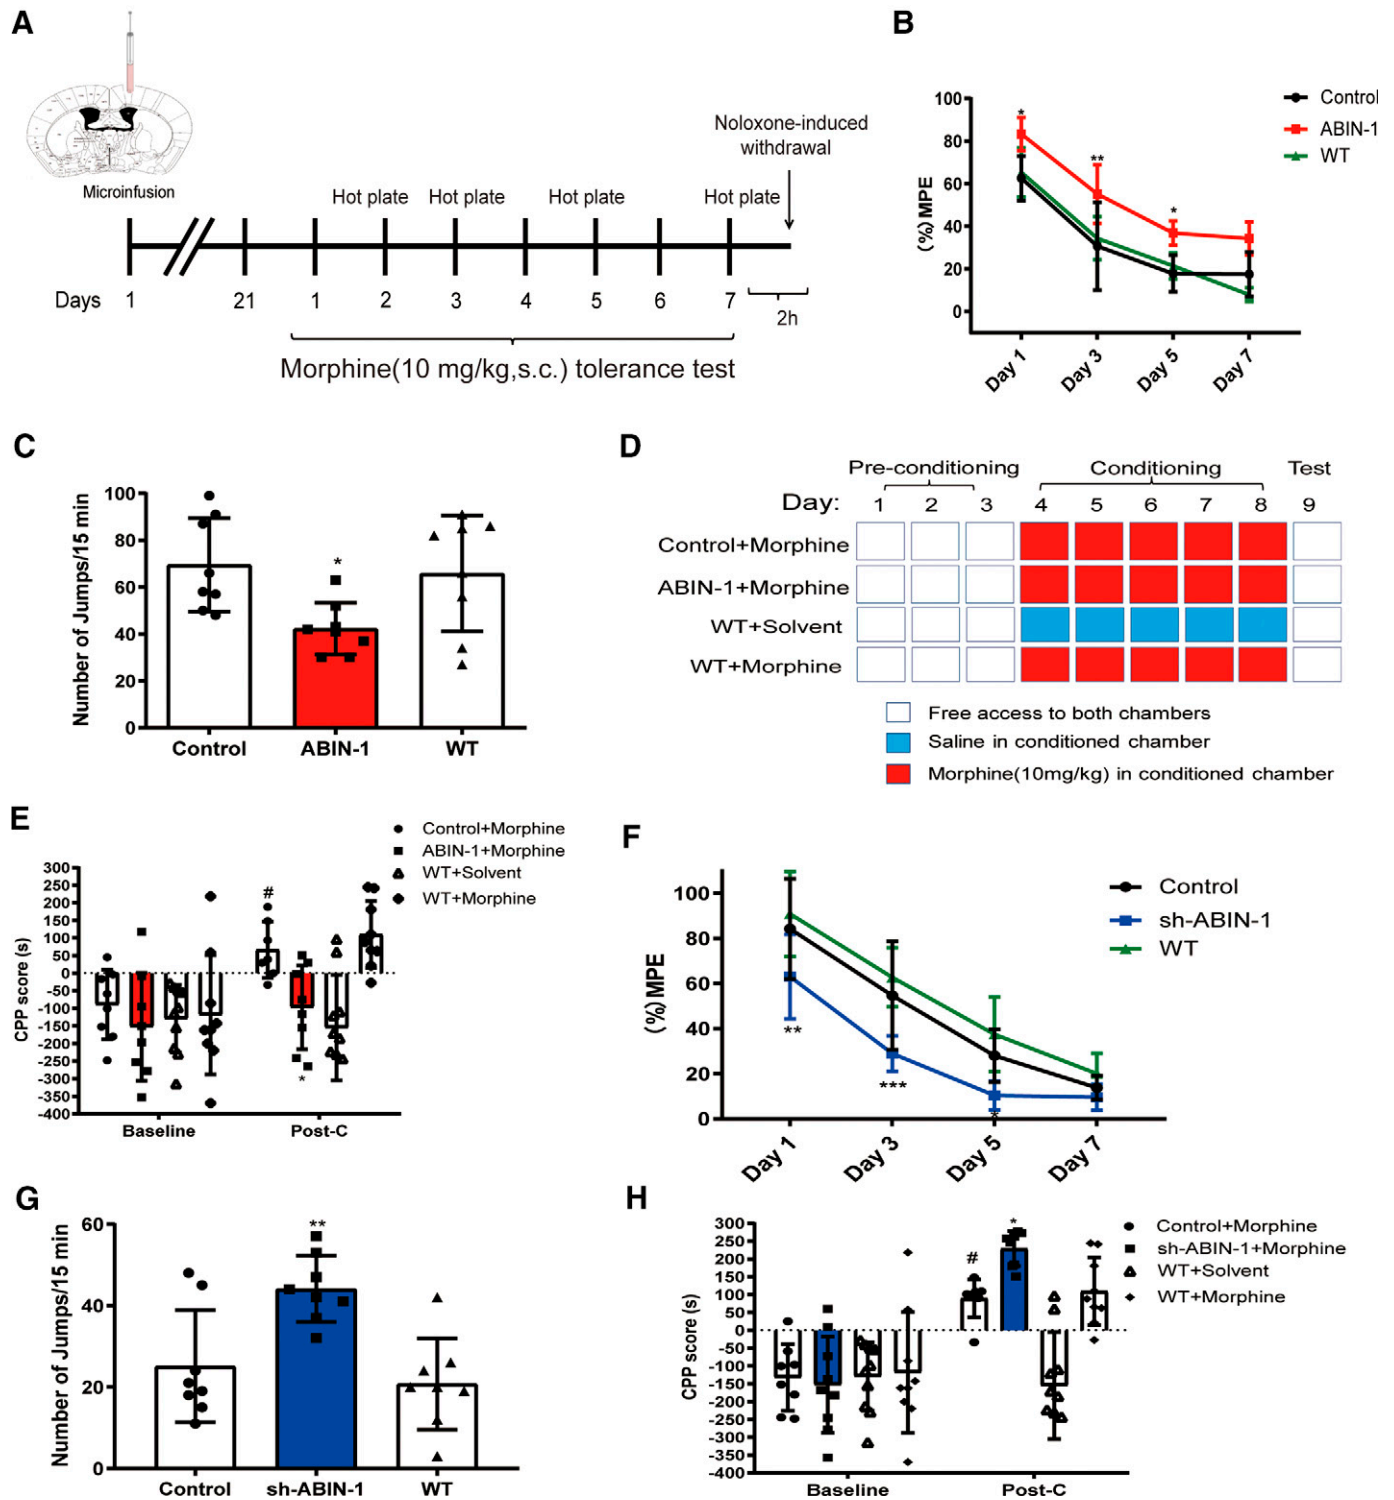 A
Microinfusion
Noloxone-induced
withdrawal
Hot plate Hot plate Hot plate Hot plate
Days 1 21 1 2 3 4 5 6 7
2h
Morphine(10 mg/kg,s.c.) tolerance test
B
(%)MPE
100
80
60
40
20
0
* ** *
Day 1 Day 3 Day 5 Day 7
Control
ABIN-1
WT
C
Number of Jumps/15 min
100
80
60
40
20
0
*
Control ABIN-1 WT
D
Pre-conditioning Conditioning Test
Day: 1 2 3 4 5 6 7 8 9
Control+Morphine
ABIN-1+Morphine
WT+Solvent
WT+Morphine
Free access to both chambers
Saline in conditioned chamber
Morphine(10mg/kg) in conditioned chamber
E
Control+Morphine
ABIN-1+Morphine
WT+Solvent
WT+Morphine
CPP score (s)
300
250
200
150
100
50
0
-50
-100
-150
-200
-250
-300
-350
-400
#
*
Baseline Post-C
F
(%)MPE
100
80
60
40
20
0
** *** *
Day 1 Day 3 Day 5 Day 7
Control
sh-ABIN-1
WT
G
Number of Jumps/15 min
60
40
20
0
**
Control sh-ABIN-1 WT
H
CPP score (s)
300
250
200
150
100
50
0
-50
-100
-150
-200
-250
-300
-350
-400
# *
Baseline Post-C
Control+Morphine
sh-ABIN-1+Morphine
WT+Solvent
WT+Morphine